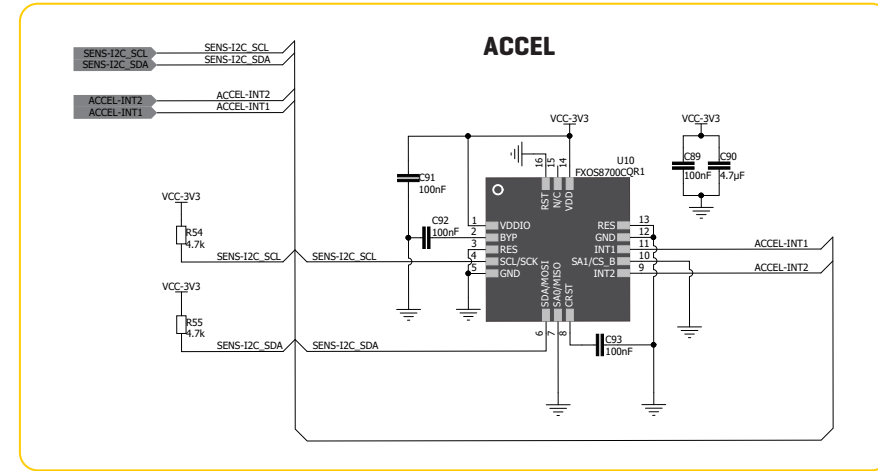 ACCEL
SENS-I2C_SCL
SENS-I2C_SCL
SENS-I2C_SDA
SENS-I2C_SDA
ACCEL-INT2
ACCEL-INT2
ACCEL-INT1
ACCEL-INT1
VCC-3V3
VCC-3V3
U10
FXOS8700CQR1
C91
100nF
C89
100nF
C90
4.7µF
16
15
14
RST
N/C
VDD
VCC-3V3
R54
4.7k
C92
100nF
1
VDDIO
2
BYP
3
RES
4
SCL/SCK
5
GND
RES
13
GND
12
INT1
11
SA1/CS_B
10
INT2
9
ACCEL-INT1
ACCEL-INT2
SENS-I2C_SCL
SENS-I2C_SCL
VCC-3V3
R55
4.7k
SDA/MOSI
SA0/MISO
CRST
6
7
8
C93
100nF
SENS-I2C_SDA
SENS-I2C_SDA